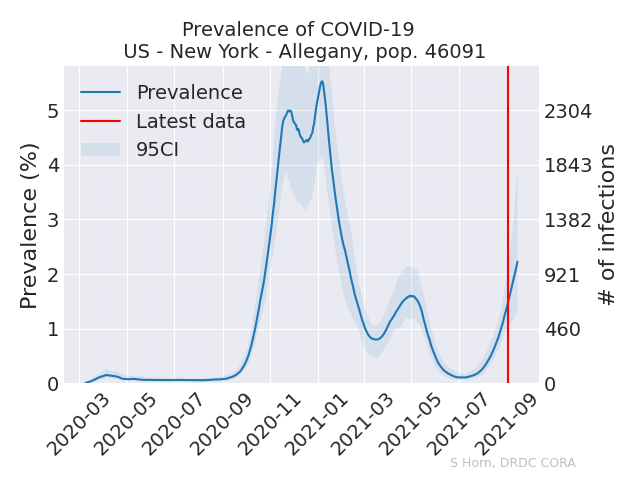 Prevalence of COVID-19
US - New York - Allegany, pop. 46091
Prevalence
Latest data
95CI
Prevalence (%)
5
4
3
2
1
0
2304
1843
1382
921
460
0
# of infections
2020-03
2020-05
2020-07
2020-09
2020-11
2021-01
2021-03
2021-05
2021-07
2021-09
S Horn, DRDC CORA